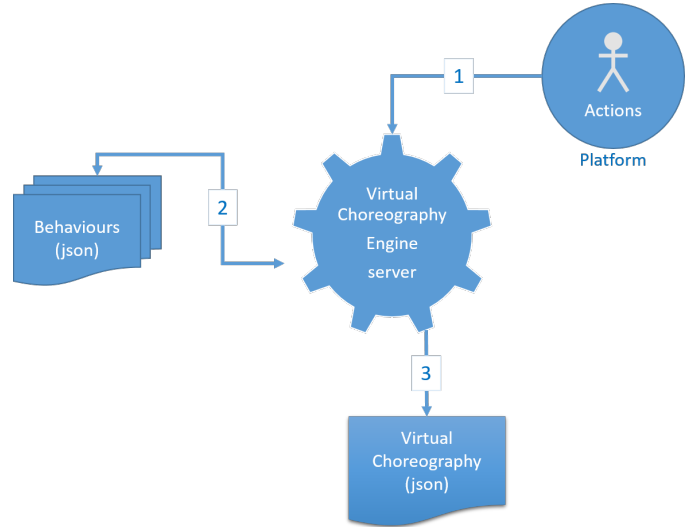 1
Actions
Platform
2
Behaviours
(json)
Virtual
Choreography
Engine
server
3
Virtual
Choreography
(json)